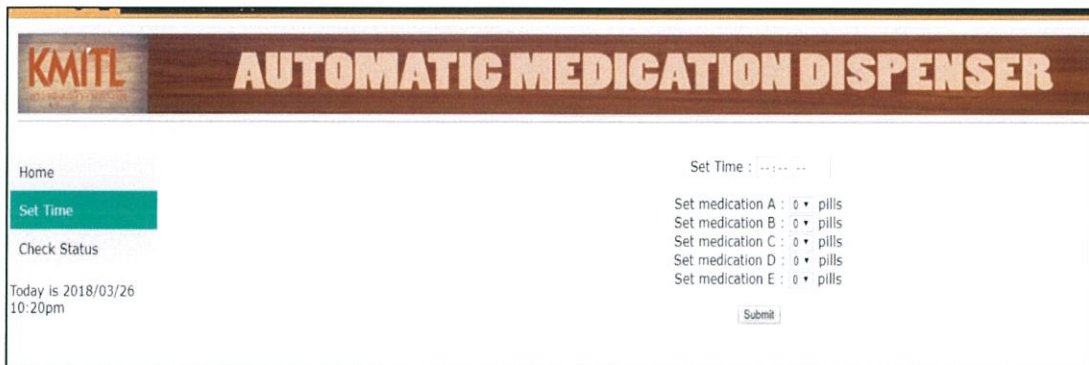 KMITL
AUTOMATIC MEDICATION DISPENSER
Home
Set Time
Check Status
Today is 2018/03/26
10:20pm
Set Time : --:-- --
Set medication A : 0 pills
Set medication B : 0 pills
Set medication C : 0 pills
Set medication D : 0 pills
Set medication E : 0 pills
Submit